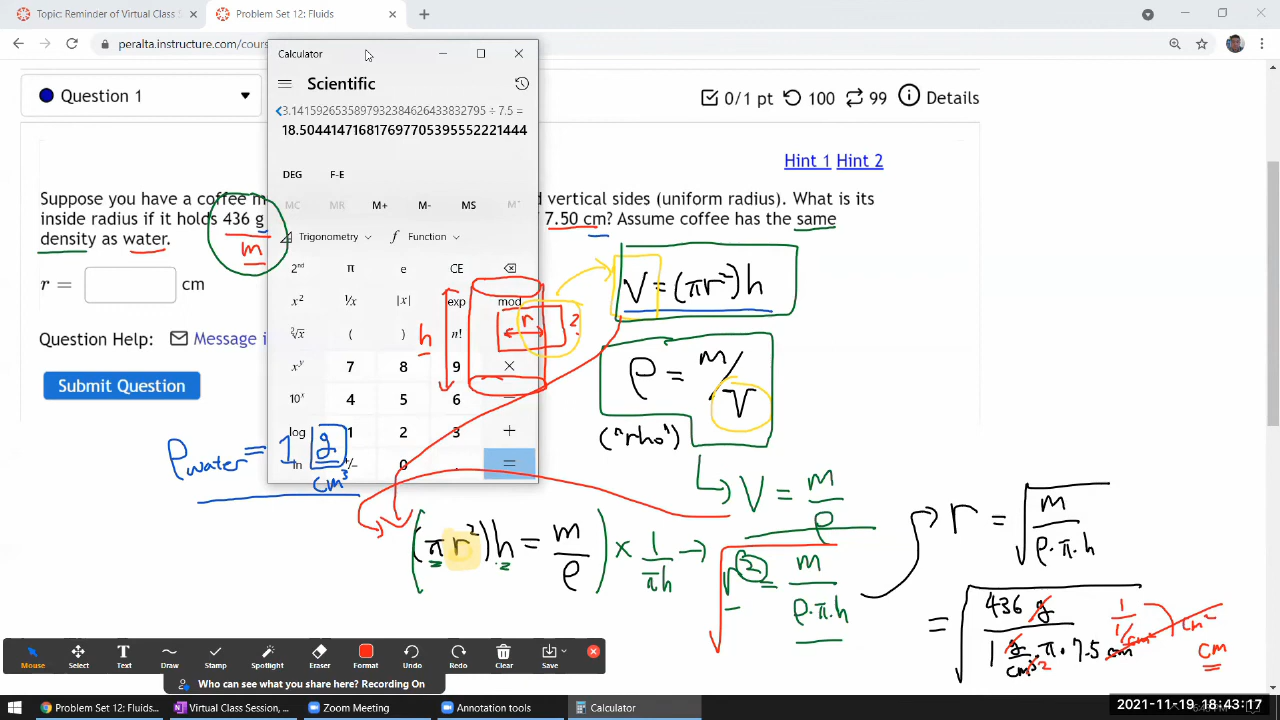 Topic: Reminder of Virtual Class S
Problem Set 12: Fluids
peralta.instructure.com/cours
Question 1
0/1 pt 100 99 Details
Hint 1 Hint 2
Suppose you have a coffee m
d vertical sides (uniform radius). What is its
inside radius if it holds 436 g
f 7.50 cm? Assume coffee has the same
density as water.
m
r = cm
Question Help: Message i
Submit Question
Calculator
Scientific
3.1415926535897932384626433832795 ÷ 7.5 =
18.504414716817697705395552221444
DEG F-E
MC MR M+ M- MS M˅
Trigonometry Function
2nd π e CE
x² ¹/x |x| exp mod
²√x ( ) n!
xʸ 7 8 9 ×
10ˣ 4 5 6 −
log 1 2 3 +
ln +/- 0 . =
h
r
?
V = (πr²)h
ρ = m/V
("rho")
V = m/ρ
ρwater = 1 g/cm³
((πr²)h = m/ρ) × 1/πh → r² = m/ρ·π·h
r = √m/ρ·π·h
= √436 g/1 g/cm³·π·7.5 cm
1/1/cm² cm²
cm
Mouse Select Text Draw Stamp Spotlight Eraser Format Undo Redo Clear Save
Who can see what you share here? Recording On
Problem Set 12: Fluids...
Virtual Class Session, ...
Zoom Meeting
Annotation tools
Calculator
2021-11-19 18:43:17